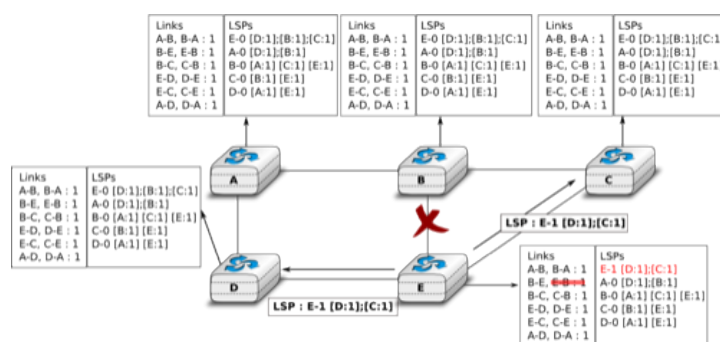 Links
A-B, B-A : 1
B-E, E-B : 1
B-C, C-B : 1
E-D, D-E : 1
E-C, C-E : 1
A-D, D-A : 1
LSPs
E-0 [D:1];[B:1];[C:1]
A-0 [D:1];[B:1]
B-0 [A:1] [C:1] [E:1]
C-0 [B:1] [E:1]
D-0 [A:1] [E:1]
Links
A-B, B-A : 1
B-E, E-B : 1
B-C, C-B : 1
E-D, D-E : 1
E-C, C-E : 1
A-D, D-A : 1
LSPs
E-0 [D:1];[B:1];[C:1]
A-0 [D:1];[B:1]
B-0 [A:1] [C:1] [E:1]
C-0 [B:1] [E:1]
D-0 [A:1] [E:1]
Links
A-B, B-A : 1
B-E, E-B : 1
B-C, C-B : 1
E-D, D-E : 1
E-C, C-E : 1
A-D, D-A : 1
LSPs
E-0 [D:1];[B:1];[C:1]
A-0 [D:1];[B:1]
B-0 [A:1] [C:1] [E:1]
C-0 [B:1] [E:1]
D-0 [A:1] [E:1]
A
B
C
Links
A-B, B-A : 1
B-E, E-B : 1
B-C, C-B : 1
E-D, D-E : 1
E-C, C-E : 1
A-D, D-A : 1
LSPs
E-0 [D:1];[B:1];[C:1]
A-0 [D:1];[B:1]
B-0 [A:1] [C:1] [E:1]
C-0 [B:1] [E:1]
D-0 [A:1] [E:1]
LSP : E-1 [D:1];[C:1]
D
E
LSP : E-1 [D:1];[C:1]
Links
A-B, B-A : 1
B-E, E-B : 1
B-C, C-B : 1
E-D, D-E : 1
E-C, C-E : 1
A-D, D-A : 1
LSPs
E-1 [D:1];[C:1]
A-0 [D:1];[B:1]
B-0 [A:1] [C:1] [E:1]
C-0 [B:1] [E:1]
D-0 [A:1] [E:1]